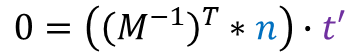 0 = ((M⁻¹)ᵀ * n) · t′